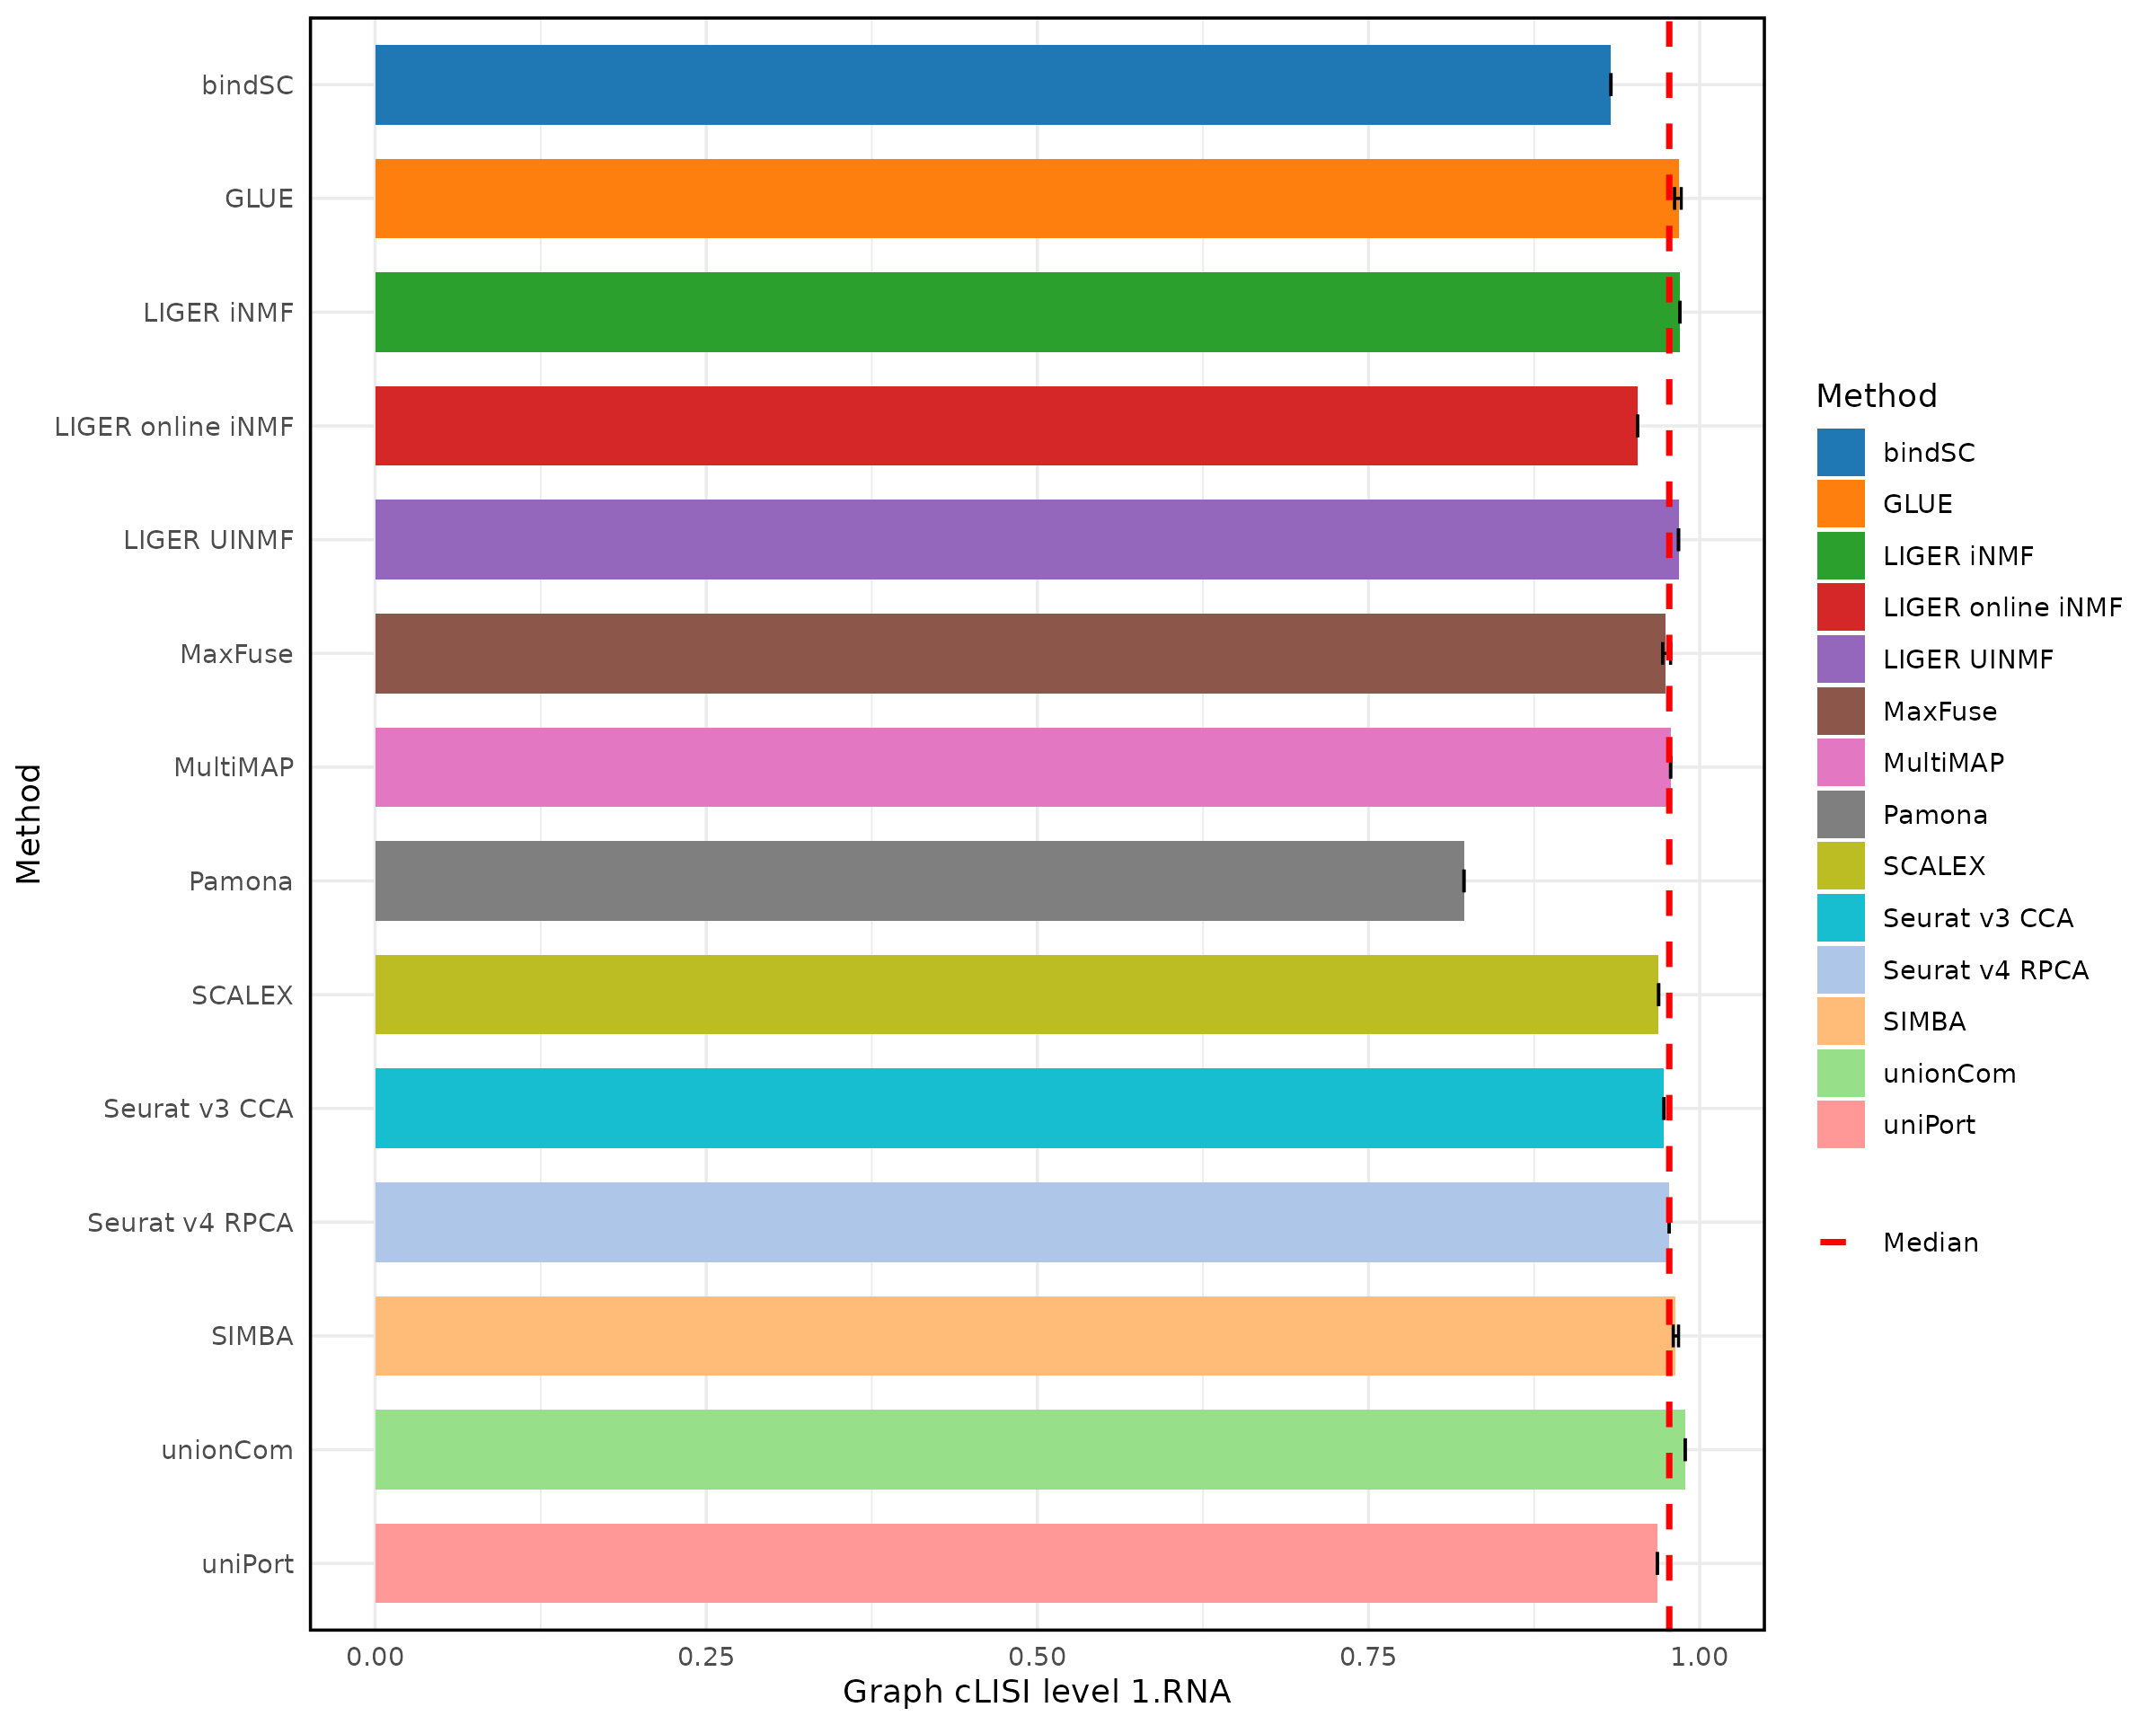 Method
bindSC
GLUE
LIGER iNMF
LIGER online iNMF
LIGER UINMF
MaxFuse
MultiMAP
Pamona
SCALEX
Seurat v3 CCA
Seurat v4 RPCA
SIMBA
unionCom
uniPort
0.00 0.25 0.50 0.75 1.00
Graph cLISI level 1.RNA
Method
bindSC
GLUE
LIGER iNMF
LIGER online iNMF
LIGER UINMF
MaxFuse
MultiMAP
Pamona
SCALEX
Seurat v3 CCA
Seurat v4 RPCA
SIMBA
unionCom
uniPort
Median